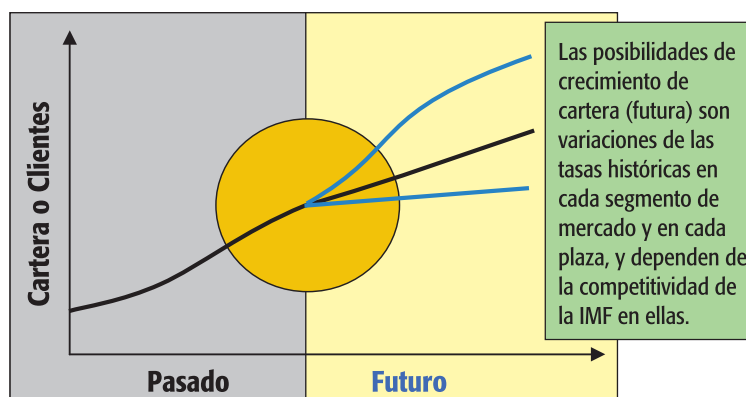 Cartera o Clientes
Las posibilidades de
crecimiento de
cartera (futura) son
variaciones de las
tasas históricas en
cada segmento de
mercado y en cada
plaza, y dependen de
la competitividad de
la IMF en ellas.
Pasado
Futuro